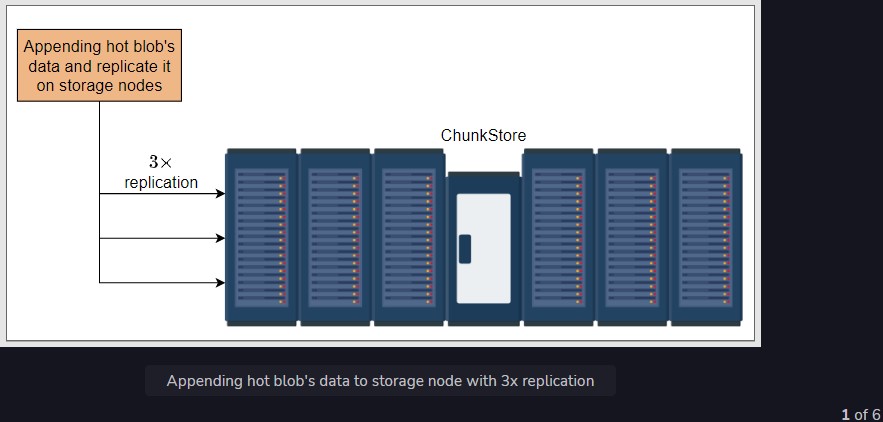 Appending hot blob's
data and replicate it
on storage nodes
ChunkStore
3×
replication
Appending hot blob's data to storage node with 3x replication
1 of 6